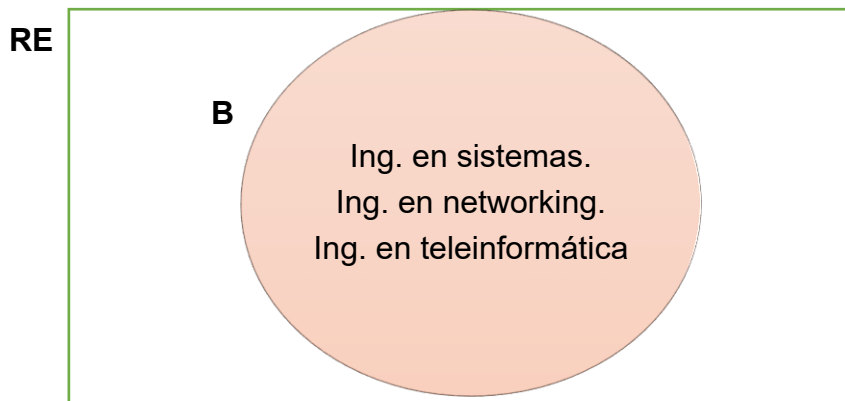 RE
B
Ing. en sistemas.
Ing. en networking.
Ing. en teleinformática